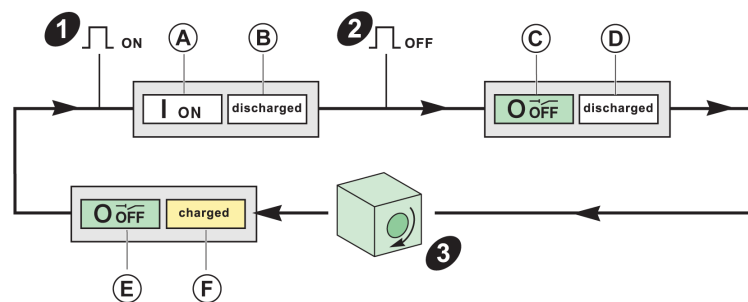 1 ON A B 2 OFF C D
I ON discharged O OFF discharged
O OFF charged
3
E F